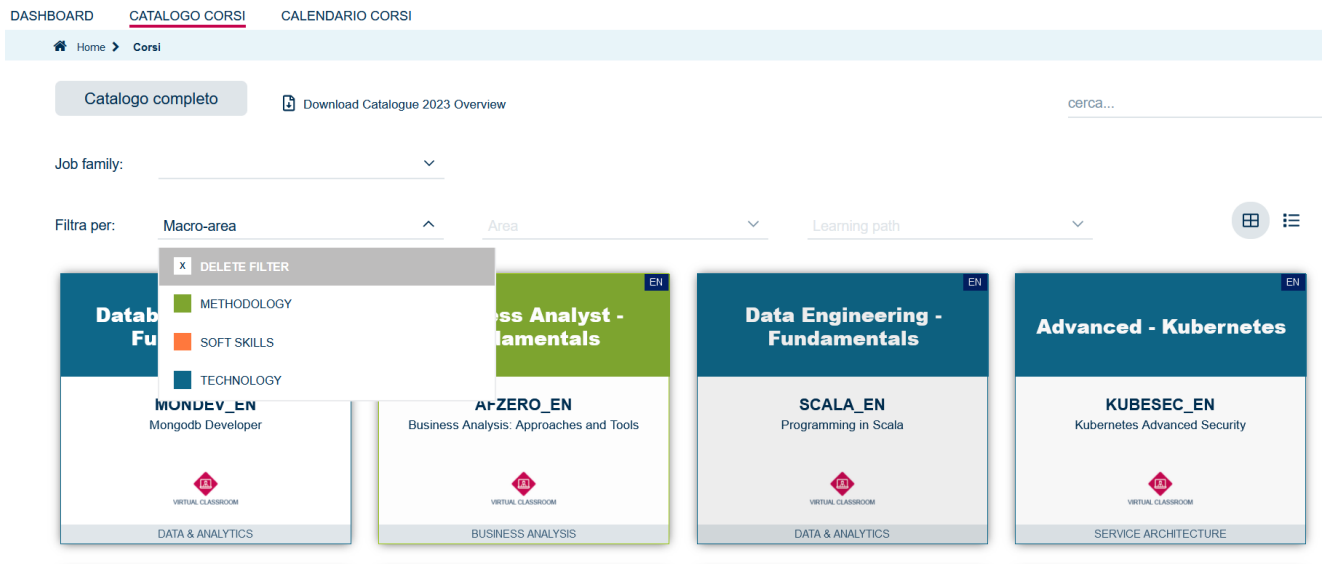 DASHBOARD CATALOGO CORSI CALENDARIO CORSI
Home Corsi
Catalogo completo Download Catalogue 2023 Overview cerca...
Job family:
Filtra per: Macro-area Area Learning path
X DELETE FILTER
METHODOLOGY
SOFT SKILLS
TECHNOLOGY
EN EN EN
Datab ess Analyst - Data Engineering - Advanced - Kubernetes
Fu lamentals Fundamentals
MONDEV_EN AFZERO_EN SCALA_EN KUBESEC_EN
Mongodb Developer Business Analysis: Approaches and Tools Programming in Scala Kubernetes Advanced Security
VIRTUAL CLASSROOM VIRTUAL CLASSROOM VIRTUAL CLASSROOM VIRTUAL CLASSROOM
DATA & ANALYTICS BUSINESS ANALYSIS DATA & ANALYTICS SERVICE ARCHITECTURE